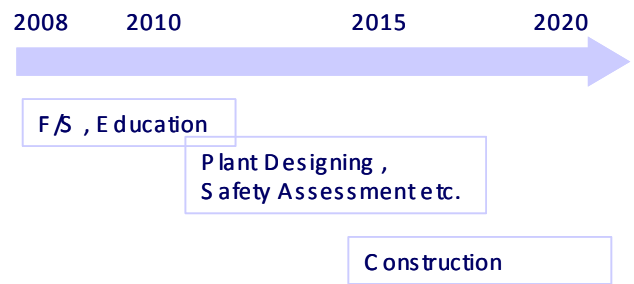 2008 2010 2015 2020
F/S , Education
Plant Designing ,
Safety Assessment etc.
Construction